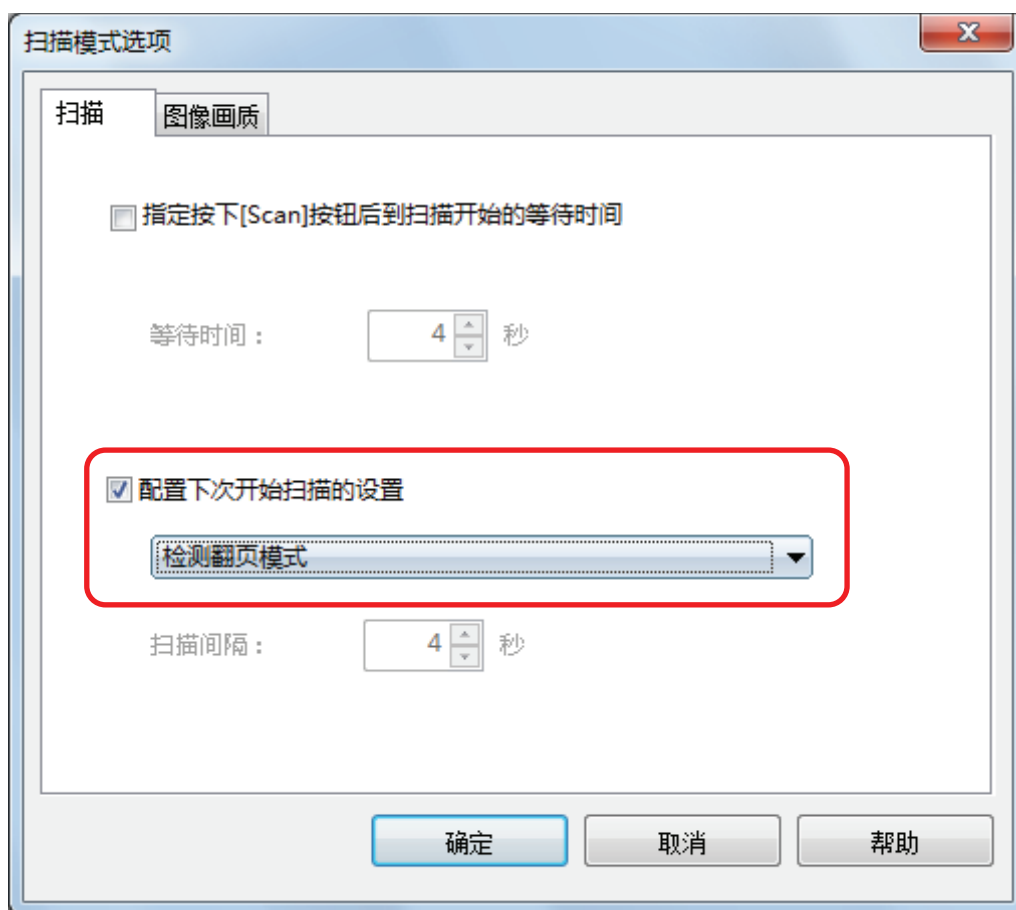 扫描模式选项
扫描
图像画质
指定按下[Scan]按钮后到扫描开始的等待时间
等待时间： 4 秒
配置下次开始扫描的设置
检测翻页模式
扫描间隔： 4 秒
确定 取消 帮助